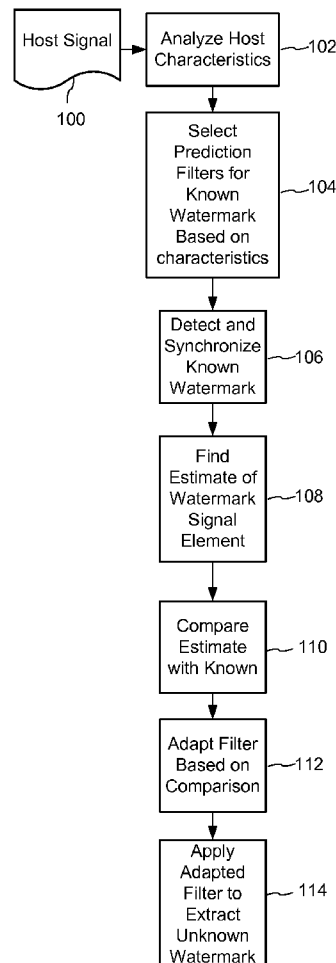 Host Signal
100
Analyze Host
Characteristics
102
Select
Prediction
Filters for
Known
Watermark
Based on
characteristics
104
Detect and
Synchronize
Known
Watermark
106
Find
Estimate of
Watermark
Signal
Element
108
Compare
Estimate
with Known
110
Adapt Filter
Based on
Comparison
112
Apply
Adapted
Filter to
Extract
Unknown
Watermark
114